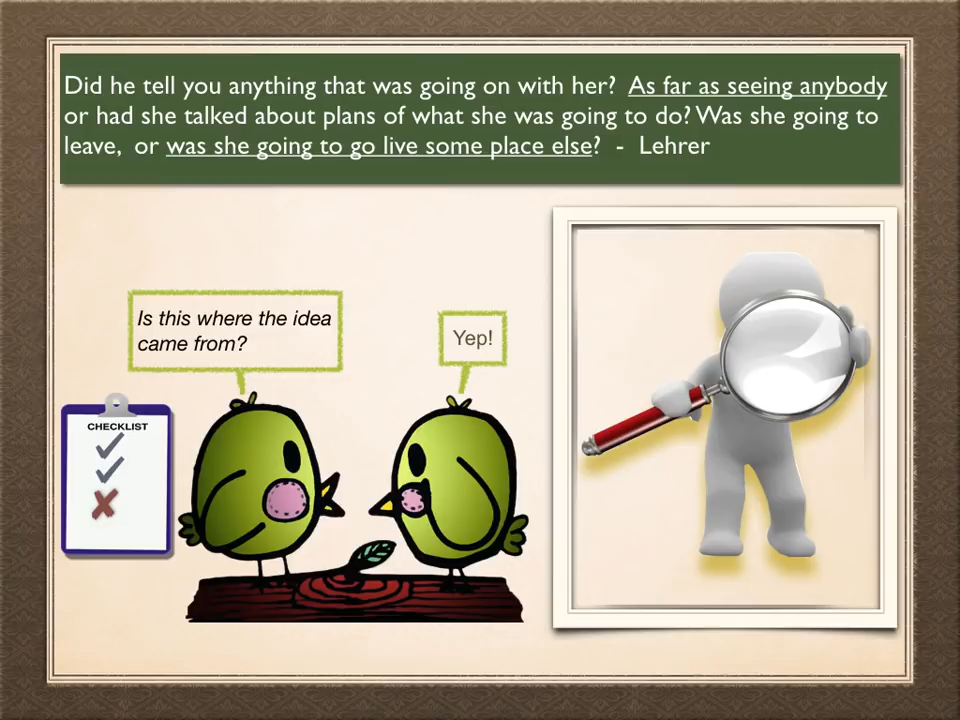 Did he tell you anything that was going on with her? As far as seeing anybody
or had she talked about plans of what she was going to do? Was she going to
leave, or was she going to go live some place else? - Lehrer
Is this where the idea
came from?
Yep!
CHECKLIST